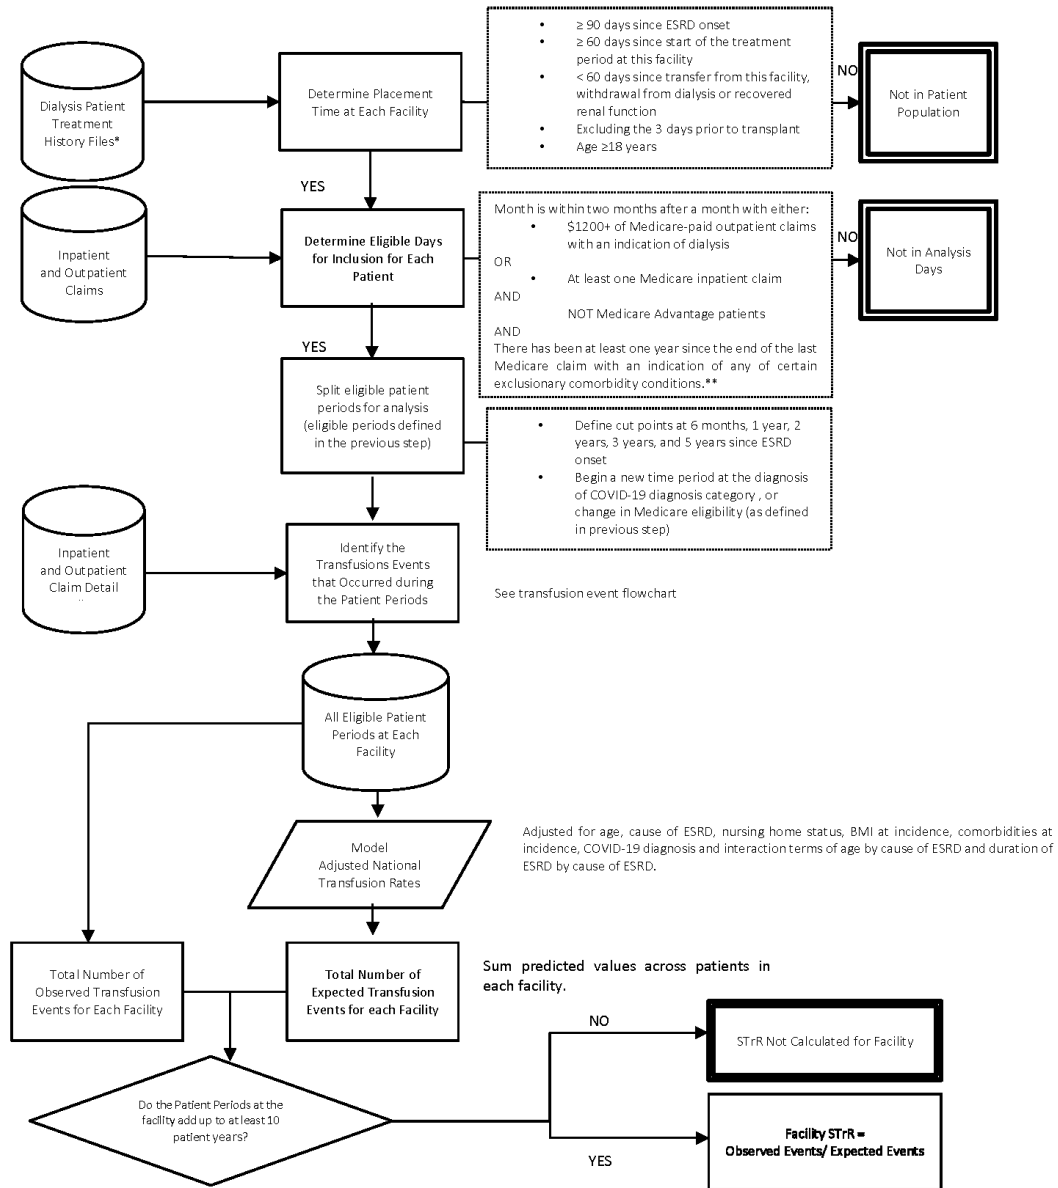 • ≥ 90 days since ESRD onset
• ≥ 60 days since start of the treatment
period at this facility
• < 60 days since transfer from this facility,
withdrawal from dialysis or recovered
renal function
• Excluding the 3 days prior to transplant
• Age ≥18 years
Dialysis Patient
Treatment
History Files*
Determine Placement
Time at Each Facility
NO
Not in Patient
Population
YES
Inpatient
and Outpatient
Claims
Determine Eligible Days
for Inclusion for Each
Patient
Month is within two months after a month with either:
• $1200+ of Medicare-paid outpatient claims
with an indication of dialysis
OR
• At least one Medicare inpatient claim
AND
NOT Medicare Advantage patients
AND
There has been at least one year since the end of the last
Medicare claim with an indication of any of certain
exclusionary comorbidity conditions.**
NO
Not in Analysis
Days
YES
Split eligible patient
periods for analysis
(eligible periods defined
in the previous step)
• Define cut points at 6 months, 1 year, 2
years, 3 years, and 5 years since ESRD
onset
• Begin a new time period at the diagnosis
of COVID-19 diagnosis category , or
change in Medicare eligibility (as defined
in previous step)
Inpatient
and Outpatient
Claim Detail
Identify the
Transfusions Events
that Occurred during
the Patient Periods
See transfusion event flowchart
All Eligible Patient
Periods at Each
Facility
Model
Adjusted National
Transfusion Rates
Adjusted for age, cause of ESRD, nursing home status, BMI at incidence, comorbidities at
incidence, COVID-19 diagnosis and interaction terms of age by cause of ESRD and duration of
ESRD by cause of ESRD.
Total Number of
Observed Transfusion
Events for Each Facility
Total Number of
Expected Transfusion
Events for each Facility
Sum predicted values across patients in
each facility.
NO
STrR Not Calculated for Facility
Do the Patient Periods at the
facility add up to at least 10
patient years?
YES
Facility STrR =
Observed Events/ Expected Events